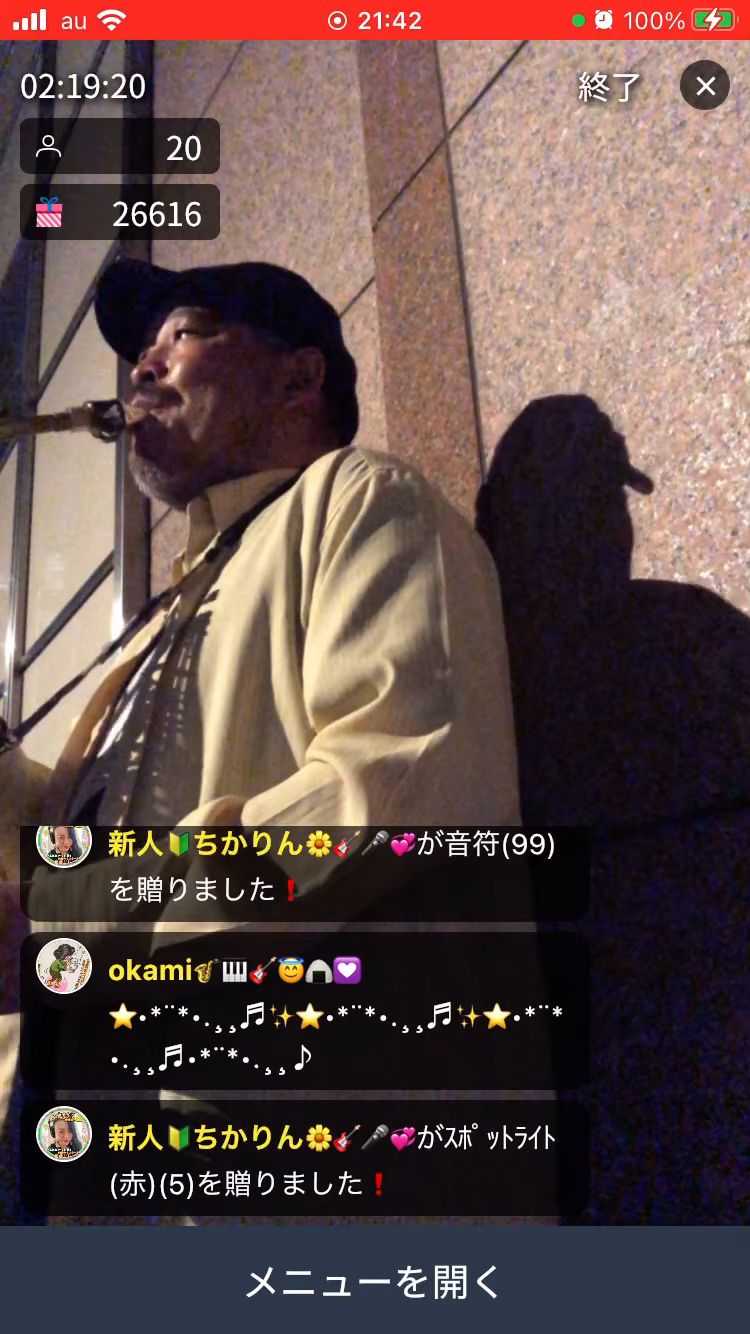 au 21:42 100%
02:19:20 終了
20
26616
新人🔰ちかりん🌼🎸🎤💞が音符(99)
を贈りました❗
okami🎷🎹🎸😇🍙💟
⭐•*¨*•.¸¸♬✨⭐•*¨*•.¸¸♬✨⭐•*¨*
•.¸¸♬•*¨*•.¸¸♪
新人🔰ちかりん🌼🎸🎤💞がｽﾎﾟｯﾄﾗｲﾄ
(赤)(5)を贈りました❗
メニューを開く